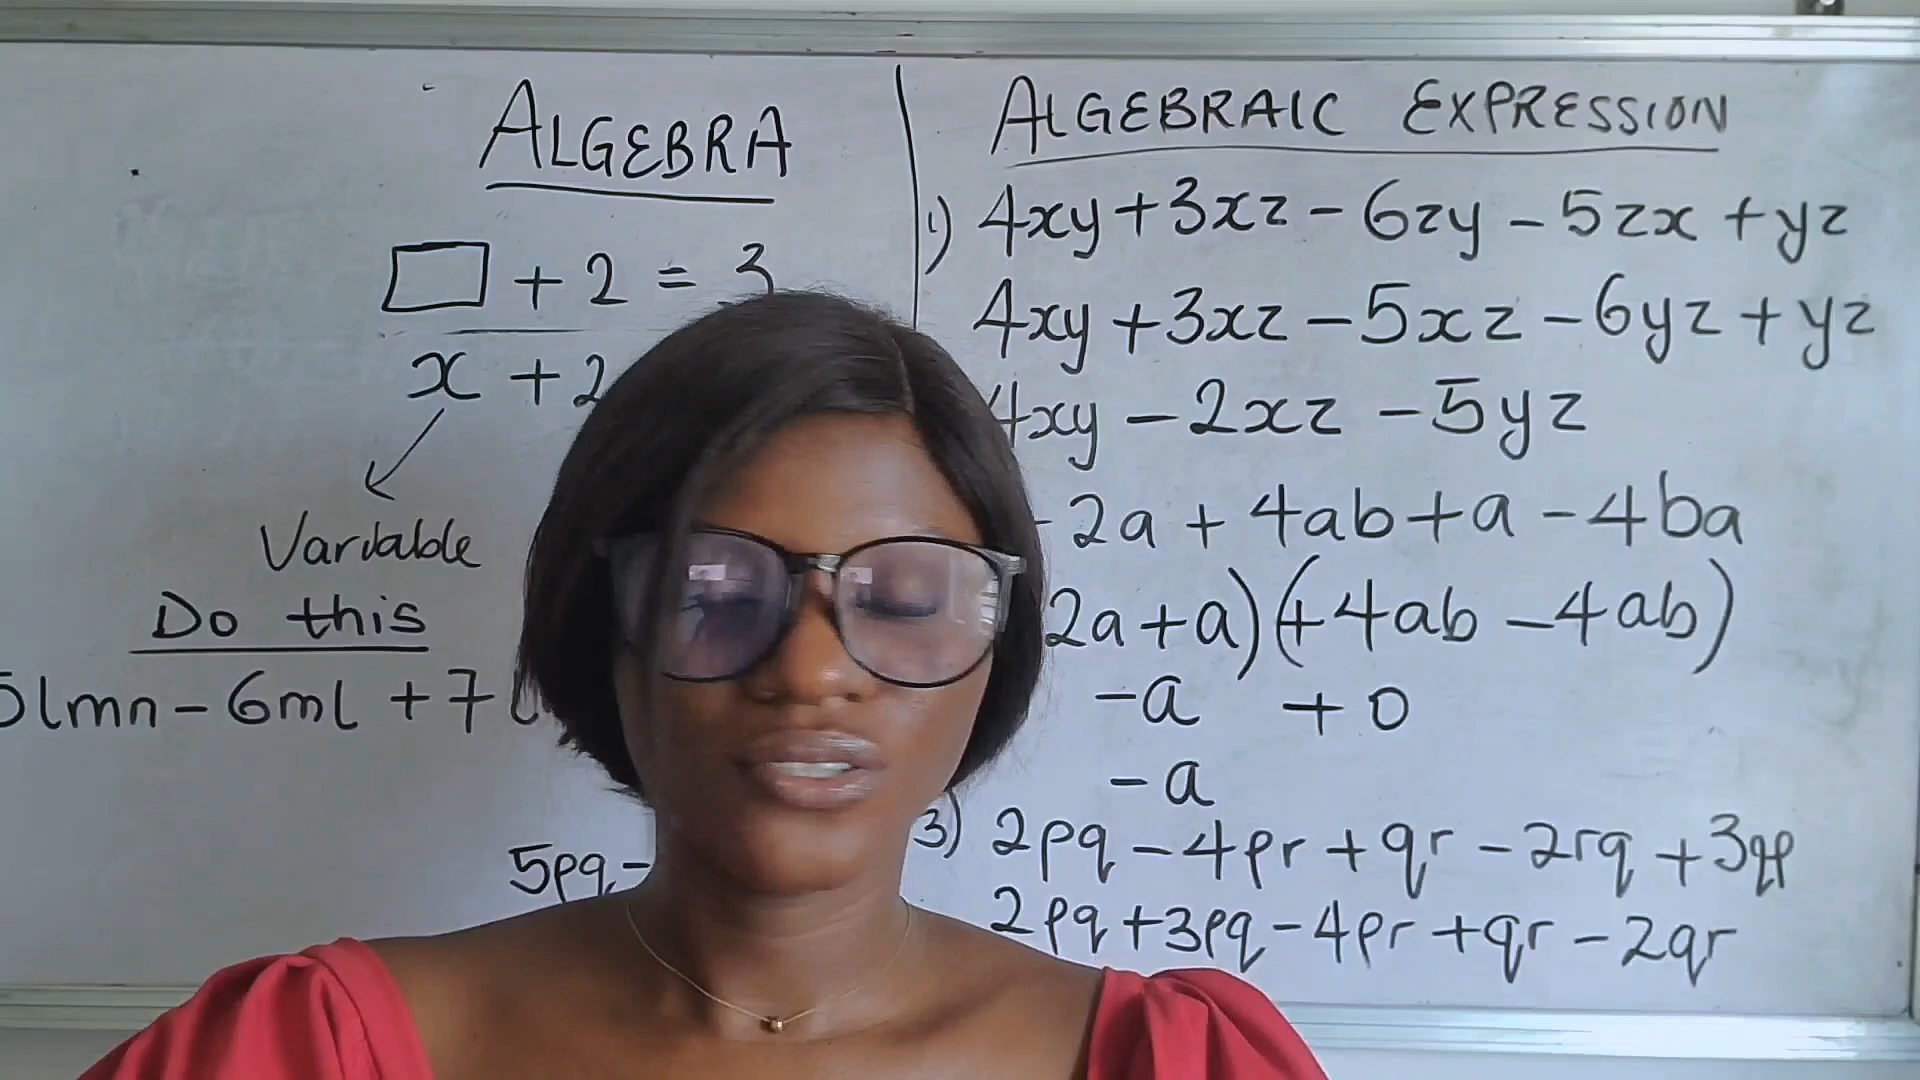 ALGEBRA
□ + 2 = 3
x + 2
Variable
Do this
5lmn - 6ml + 7l
5pq -
ALGEBRAIC EXPRESSION
1) 4xy + 3xz - 6zy - 5zx + yz
4xy + 3xz - 5xz - 6yz + yz
4xy - 2xz - 5yz
- 2a + 4ab + a - 4ba
2a + a) (+ 4ab - 4ab)
-a + 0
-a
3) 2pq - 4pr + qr - 2rq + 3qp
2pq + 3pq - 4pr + qr - 2qr